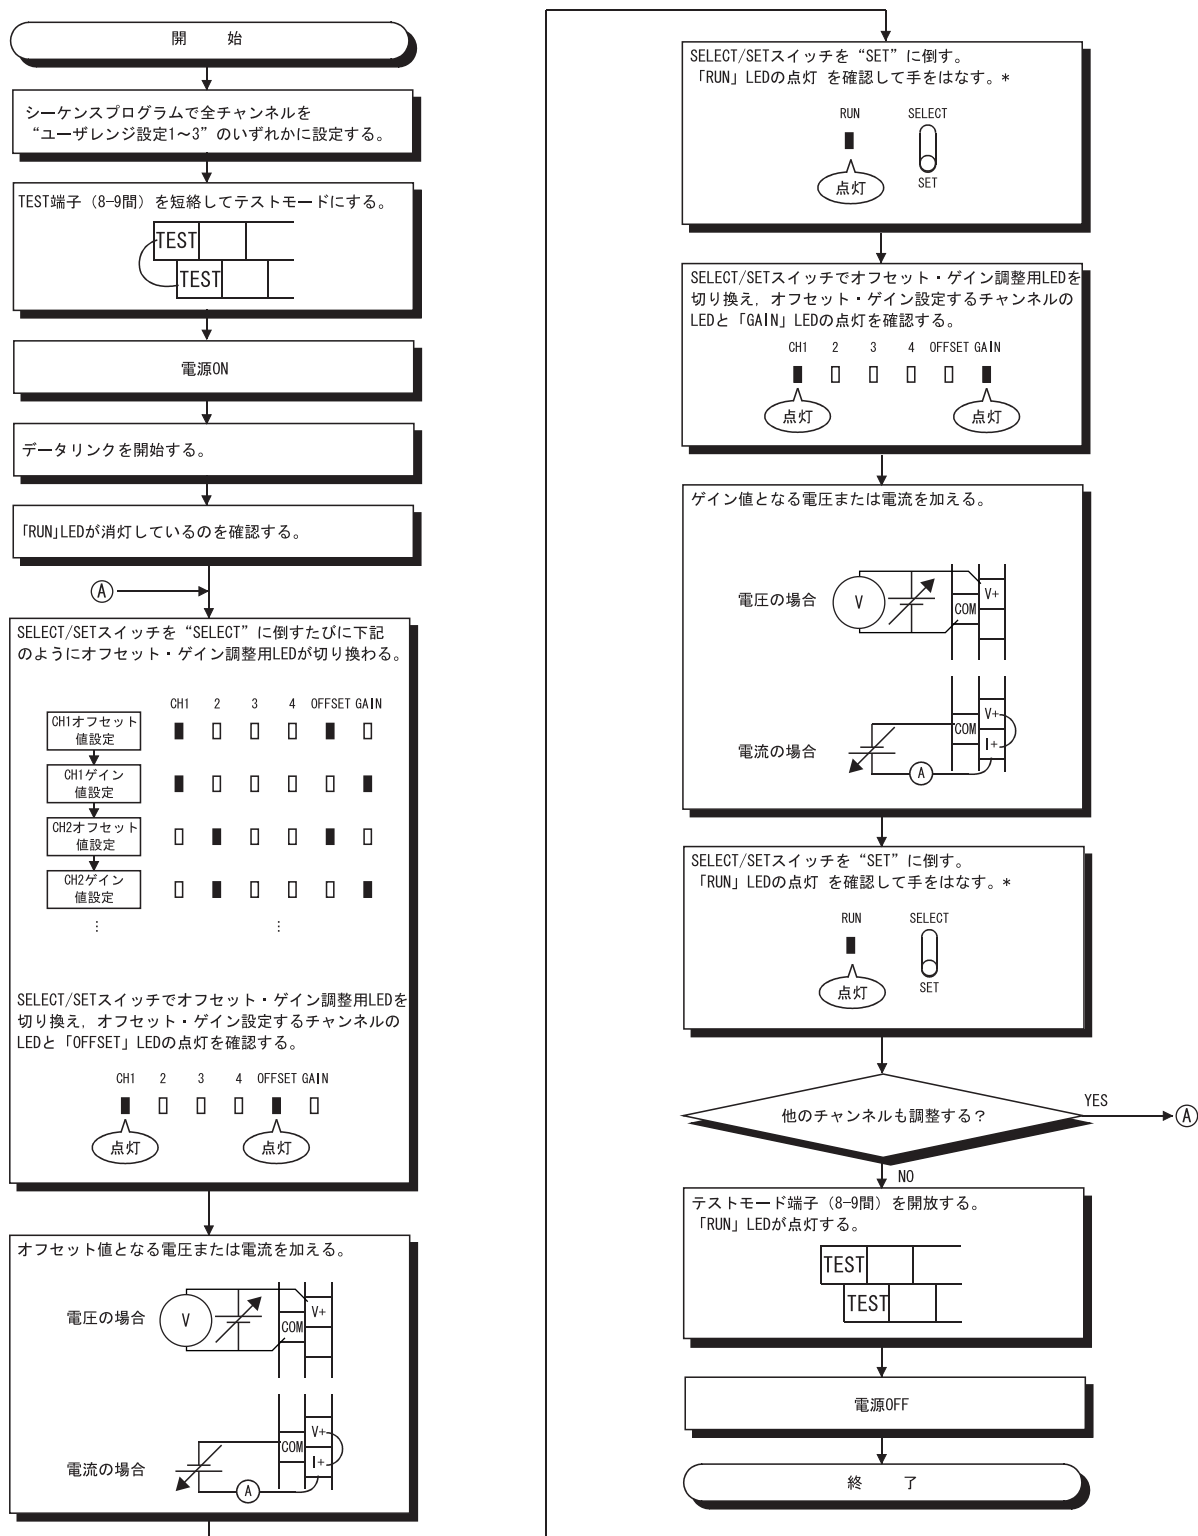 開　始
シーケンスプログラムで全チャンネルを
“ユーザレンジ設定1～3”のいずれかに設定する。
TEST端子（8-9間）を短絡してテストモードにする。
TEST
TEST
電源ON
データリンクを開始する。
「RUN」LEDが消灯しているのを確認する。
A
SELECT/SETスイッチを“SELECT”に倒すたびに下記
のようにオフセット・ゲイン調整用LEDが切り換わる。
CH1 2 3 4 OFFSET GAIN
CH1オフセット
値設定
CH1ゲイン
値設定
CH2オフセット
値設定
CH2ゲイン
値設定
⋮ ⋮
SELECT/SETスイッチでオフセット・ゲイン調整用LEDを
切り換え，オフセット・ゲイン設定するチャンネルの
LEDと「OFFSET」LEDの点灯を確認する。
CH1 2 3 4 OFFSET GAIN
点灯 点灯
オフセット値となる電圧または電流を加える。
電圧の場合 V COM V+
電流の場合 A COM V+ I+
SELECT/SETスイッチを“SET”に倒す。
「RUN」LEDの点灯 を確認して手をはなす。*
RUN SELECT
点灯 SET
SELECT/SETスイッチでオフセット・ゲイン調整用LEDを
切り換え，オフセット・ゲイン設定するチャンネルの
LEDと「GAIN」LEDの点灯を確認する。
CH1 2 3 4 OFFSET GAIN
点灯 点灯
ゲイン値となる電圧または電流を加える。
電圧の場合 V COM V+
電流の場合 A COM V+ I+
SELECT/SETスイッチを“SET”に倒す。
「RUN」LEDの点灯 を確認して手をはなす。*
RUN SELECT
点灯 SET
他のチャンネルも調整する？
YES
A
NO
テストモード端子（8-9間）を開放する。
「RUN」LEDが点灯する。
TEST
TEST
電源OFF
終　了